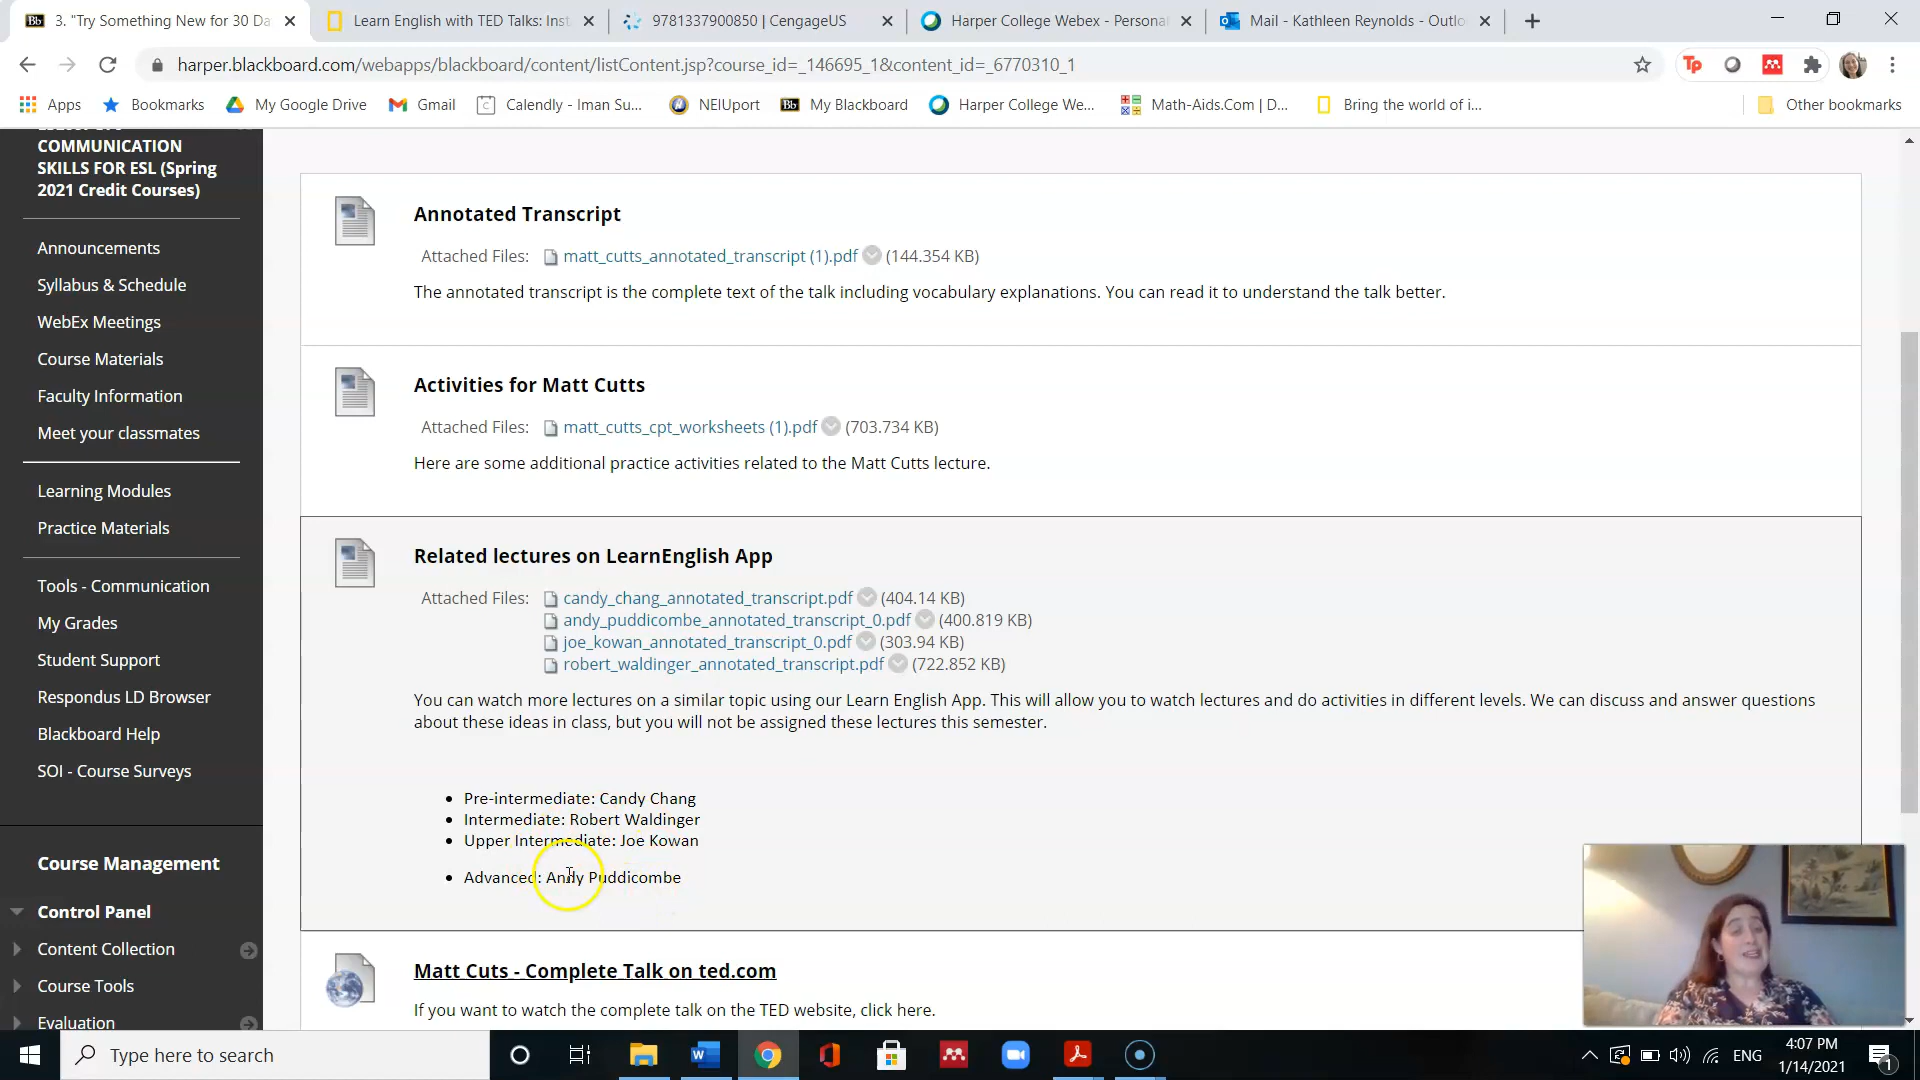 3. "Try Something New for 30 Da
Learn English with TED Talks: Inst
9781337900850 | CengageUS
Harper College Webex - Personal
Mail - Kathleen Reynolds - Outlo
harper.blackboard.com/webapps/blackboard/content/listContent.jsp?course_id=_146695_1&content_id=_6770310_1
Apps
Bookmarks
My Google Drive
Gmail
Calendly - Iman Su...
NEIUport
Bb My Blackboard
Harper College We...
Math-Aids.Com | D...
Bring the world of i...
Other bookmarks
COMMUNICATION
SKILLS FOR ESL (Spring
2021 Credit Courses)
Announcements
Syllabus & Schedule
WebEx Meetings
Course Materials
Faculty Information
Meet your classmates
Learning Modules
Practice Materials
Tools - Communication
My Grades
Student Support
Respondus LD Browser
Blackboard Help
SOI - Course Surveys
Course Management
Control Panel
Content Collection
Course Tools
Evaluation
Annotated Transcript
Attached Files: matt_cutts_annotated_transcript (1).pdf (144.354 KB)
The annotated transcript is the complete text of the talk including vocabulary explanations. You can read it to understand the talk better.
Activities for Matt Cutts
Attached Files: matt_cutts_cpt_worksheets (1).pdf (703.734 KB)
Here are some additional practice activities related to the Matt Cutts lecture.
Related lectures on LearnEnglish App
Attached Files: candy_chang_annotated_transcript.pdf (404.14 KB)
andy_puddicombe_annotated_transcript_0.pdf (400.819 KB)
joe_kowan_annotated_transcript_0.pdf (303.94 KB)
robert_waldinger_annotated_transcript.pdf (722.852 KB)
You can watch more lectures on a similar topic using our Learn English App. This will allow you to watch lectures and do activities in different levels. We can discuss and answer questions
about these ideas in class, but you will not be assigned these lectures this semester.
• Pre-intermediate: Candy Chang
• Intermediate: Robert Waldinger
• Upper Intermediate: Joe Kowan
• Advanced: Andy Puddicombe
Matt Cuts - Complete Talk on ted.com
If you want to watch the complete talk on the TED website, click here.
Type here to search
ENG
4:07 PM
1/14/2021
1